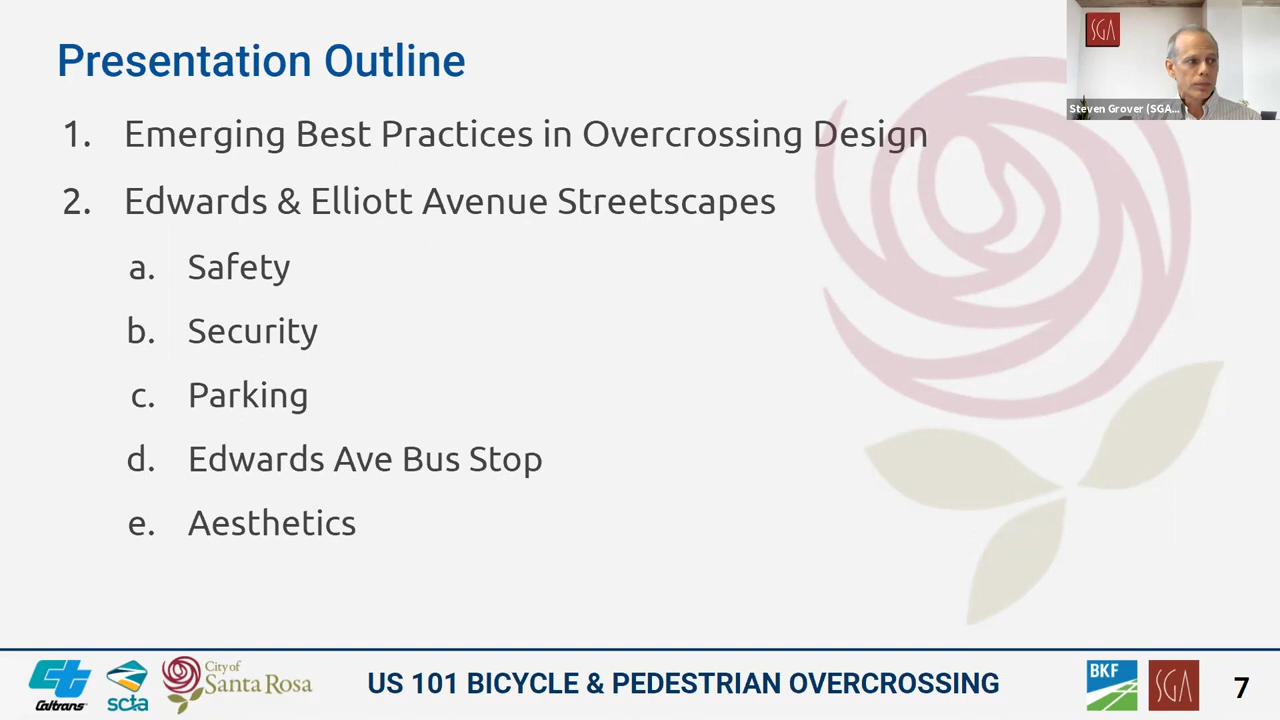 Presentation Outline
SGA
Steven Grover (SGA...
1. Emerging Best Practices in Overcrossing Design
2. Edwards & Elliott Avenue Streetscapes
a. Safety
b. Security
c. Parking
d. Edwards Ave Bus Stop
e. Aesthetics
Caltrans
scta
City of
Santa Rosa
US 101 BICYCLE & PEDESTRIAN OVERCROSSING
BKF
SGA
7